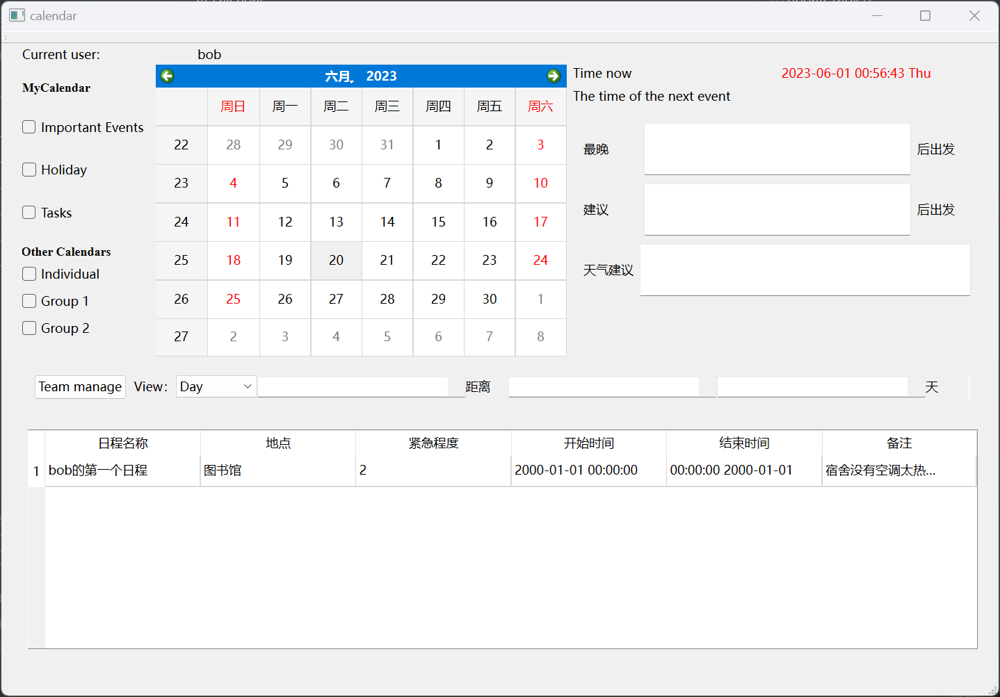 calendar
Current user: bob
MyCalendar
Important Events
Holiday
Tasks
Other Calendars
Individual
Group 1
Group 2
六月 2023
周日 周一 周二 周三 周四 周五 周六
22 28 29 30 31 1 2 3
23 4 5 6 7 8 9 10
24 11 12 13 14 15 16 17
25 18 19 20 21 22 23 24
26 25 26 27 28 29 30 1
27 2 3 4 5 6 7 8
Time now 2023-06-01 00:56:43 Thu
The time of the next event
最晚 后出发
建议 后出发
天气建议
Team manage View: Day 距离 天
日程名称 地点 紧急程度 开始时间 结束时间 备注
1 bob的第一个日程 图书馆 2 2000-01-01 00:00:00 00:00:00 2000-01-01 宿舍没有空调太热...